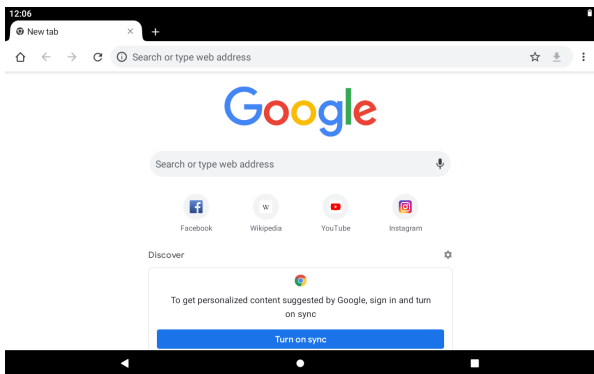 12:06
New tab
Search or type web address
Google
Search or type web address
W
Facebook
Wikipedia
YouTube
Instagram
Discover
To get personalized content suggested by Google, sign in and turn
on sync
Turn on sync